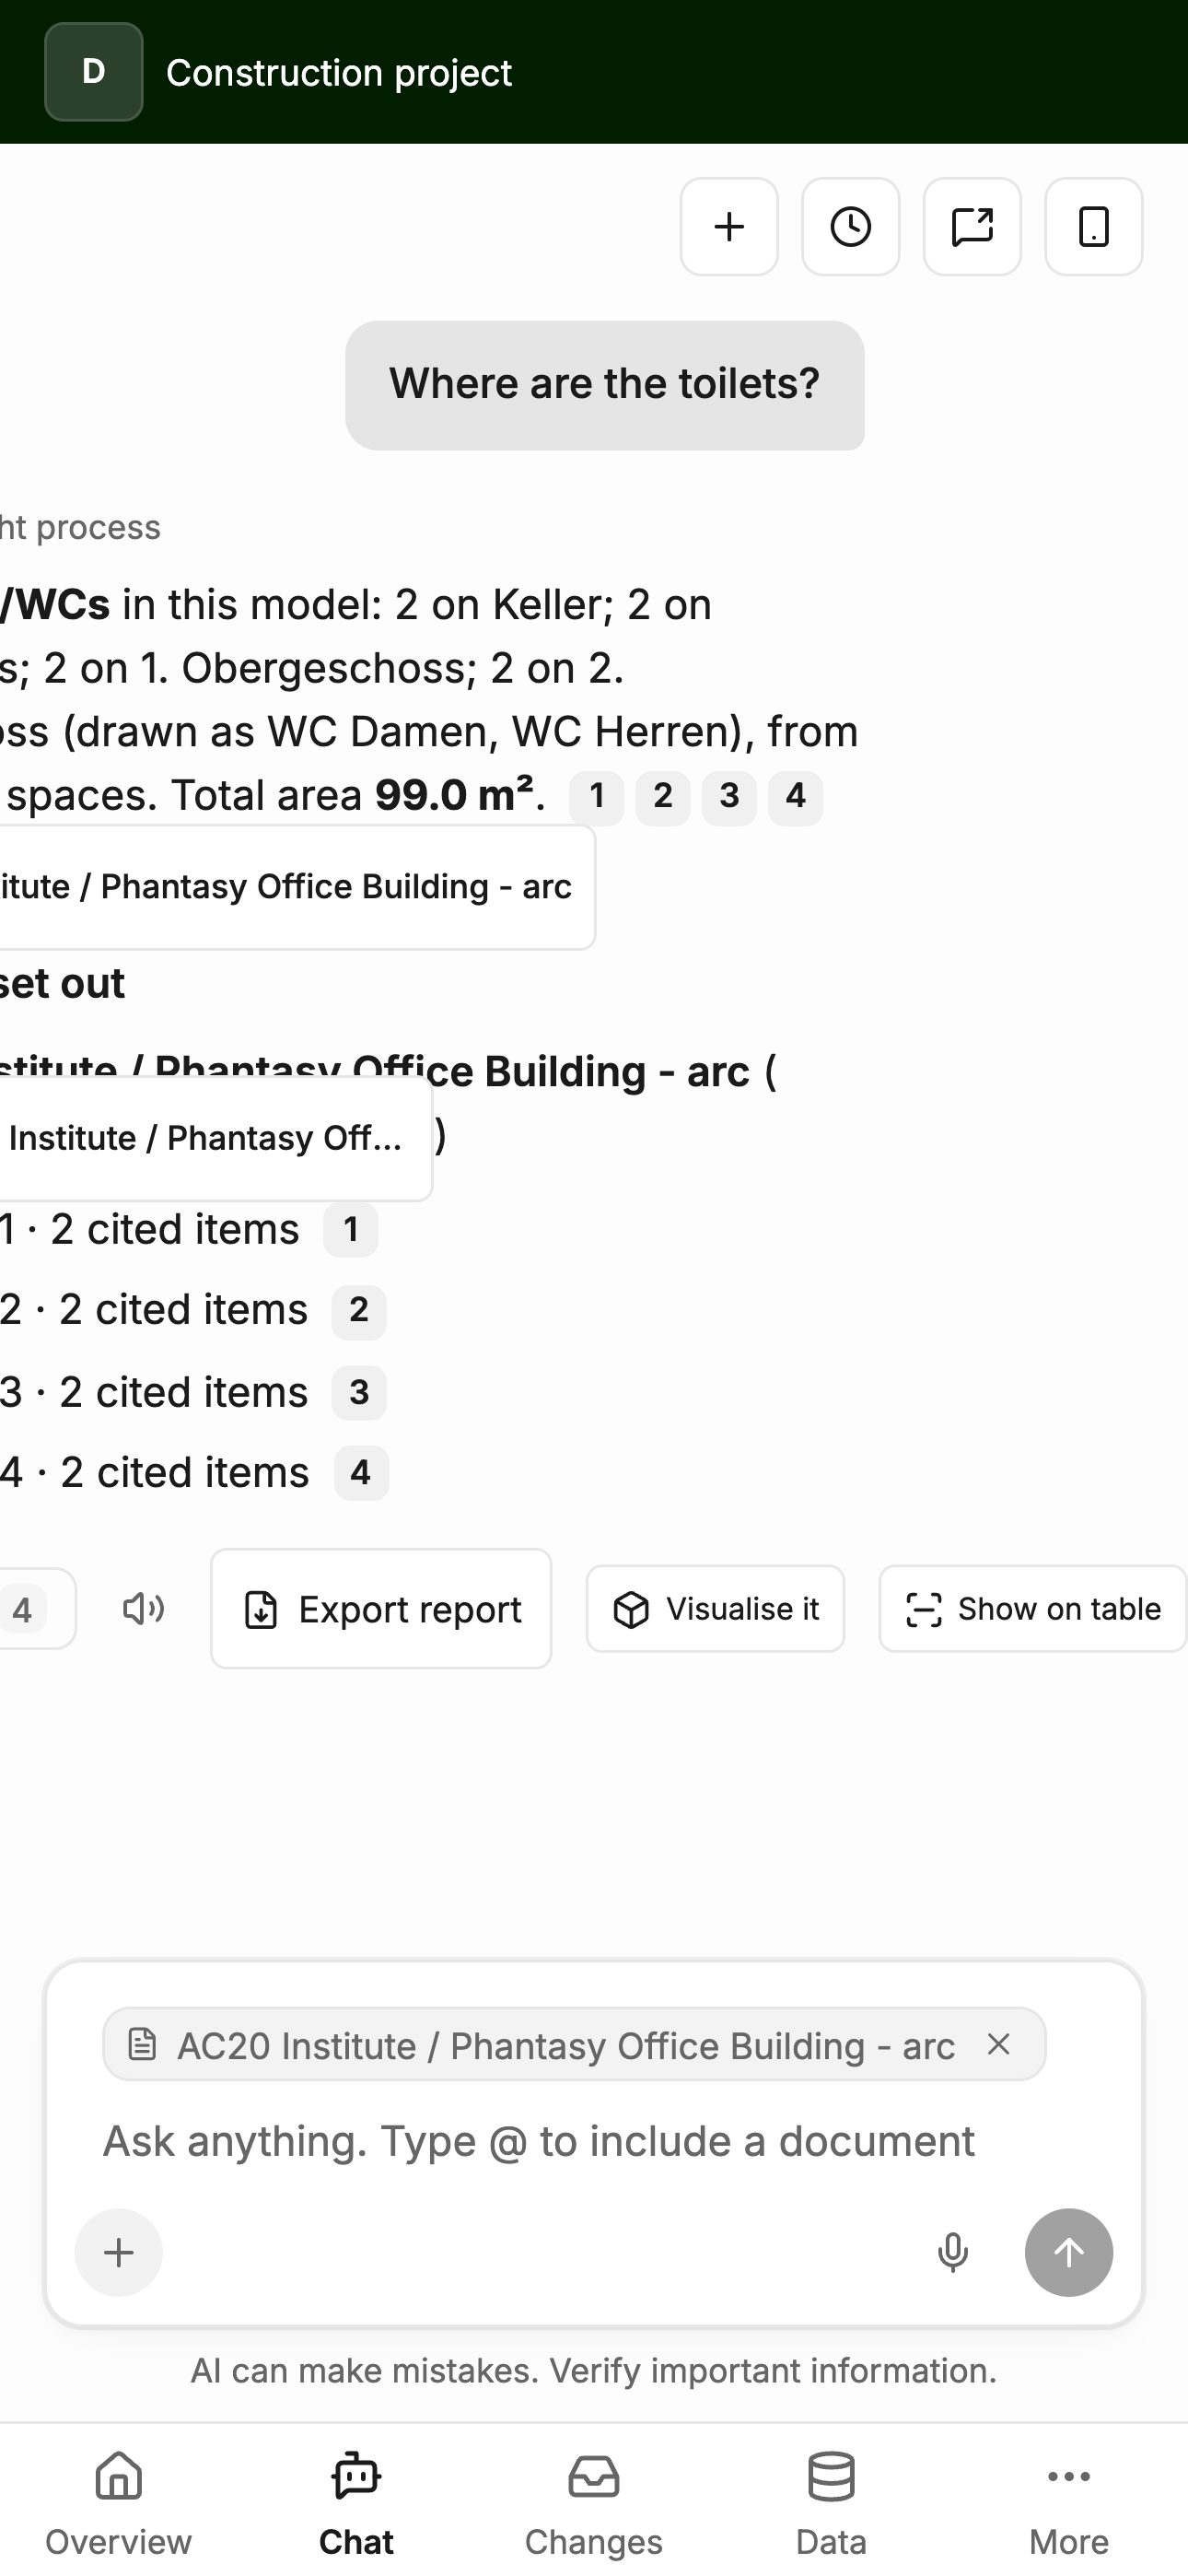 D
Construction project
Where are the toilets?
ht process
/WCs in this model: 2 on Keller; 2 on
s; 2 on 1. Obergeschoss; 2 on 2.
oss (drawn as WC Damen, WC Herren), from
spaces. Total area 99.0 m². 1 2 3 4
itute / Phantasy Office Building - arc
set out
stitute / Phantasy Office Building - arc (
Institute / Phantasy Off... )
1 · 2 cited items 1
2 · 2 cited items 2
3 · 2 cited items 3
4 · 2 cited items 4
4 Export report Visualise it Show on table
AC20 Institute / Phantasy Office Building - arc
Ask anything. Type @ to include a document
AI can make mistakes. Verify important information.
Overview Chat Changes Data More